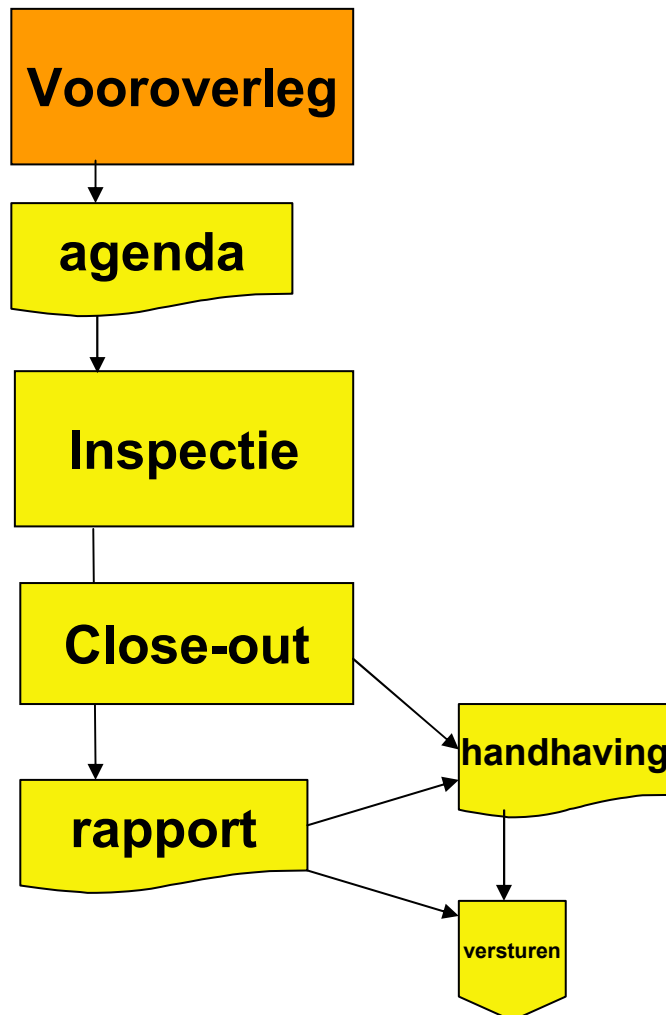 Vooroverleg
agenda
Inspectie
Close-out
handhaving
rapport
versturen